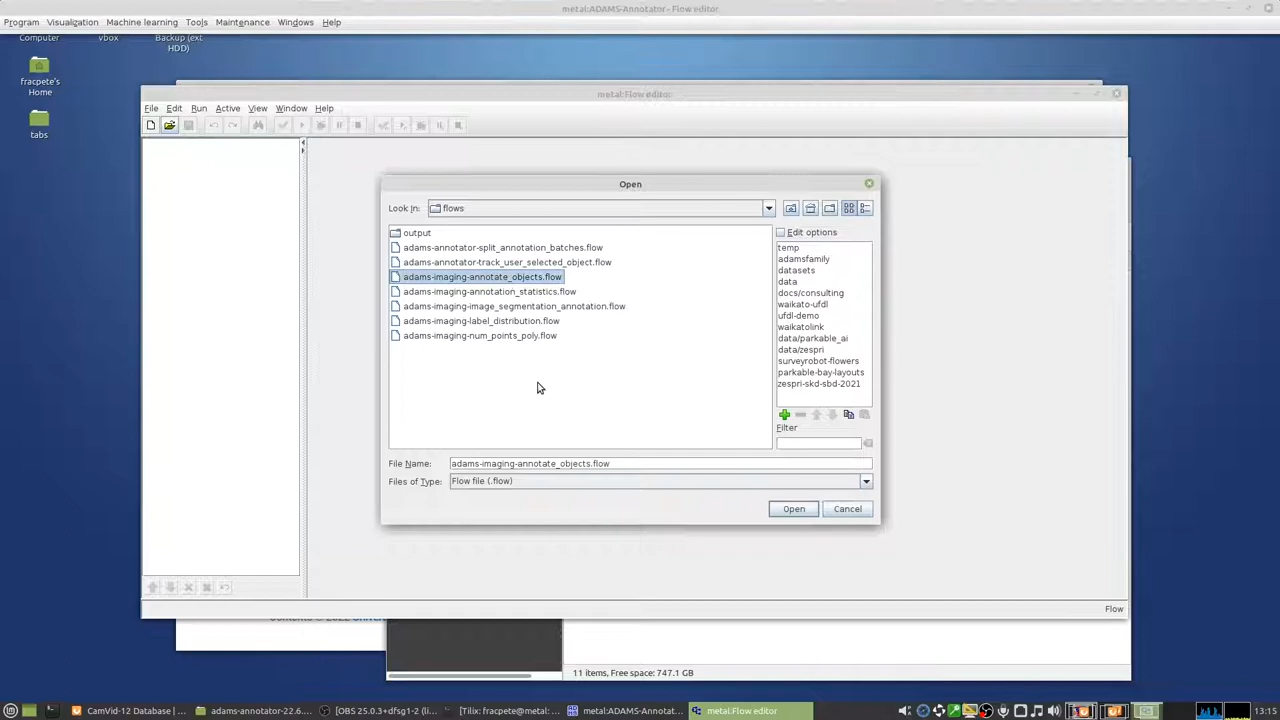 metal:ADAMS-Annotator - Flow editor
Program Visualization Machine learning Tools Maintenance Windows Help
Computer
vbox
Backup (ext. HDD)
fracpete's
Home
tabs
metal:Flow editor
File Edit Run Active View Window Help
Open
Look In:
flows
Edit options
output
adams-annotator-split_annotation_batches.flow
adams-annotator-track_user_selected_object.flow
adams-imaging-annotate_objects.flow
adams-imaging-annotation_statistics.flow
adams-imaging-image_segmentation_annotation.flow
adams-imaging-label_distribution.flow
adams-imaging-num_points_poly.flow
temp
adamsfamily
datasets
data
docs/consulting
waikato-ufdl
ufdl-demo
waikatolink
data/parkable_ai
data/zespri
surveyrobot-flowers
parkable-bay-layouts
zespri-skd-sbd-2021
Filter
File Name:
adams-imaging-annotate_objects.flow
Files of Type:
Flow file (.flow)
Open
Cancel
Flow
11 items, Free space: 747.1 GB
CamVid-12 Database | ...
adams-annotator-22.6...
[OBS 25.0.3+dfsg1-2 (li...
[Tilix: fracpete@metal: ...
metal:ADAMS-Annotat...
metal:Flow editor
13:15